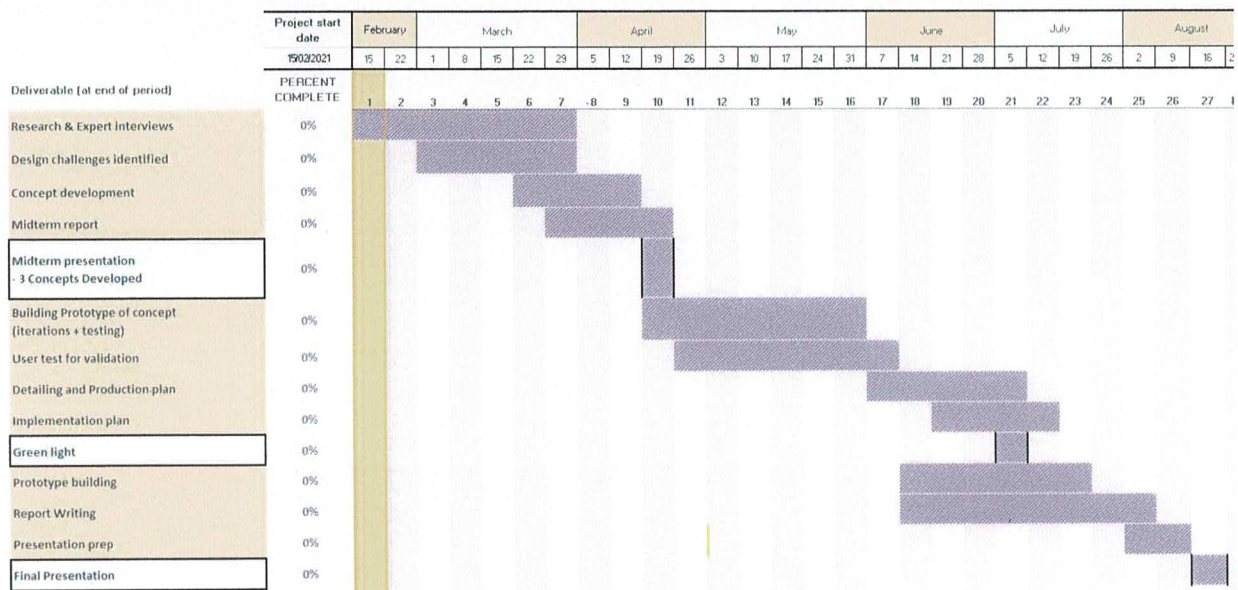 Project start
date
February March April May June July August
15/02/2021 15 22 1 8 15 22 29 5 12 19 26 3 10 17 24 31 7 14 21 28 5 12 19 26 2 9 16 2
Deliverable (at end of period)
PERCENT
COMPLETE
1 2 3 4 5 6 7 8 9 10 11 12 13 14 15 16 17 18 19 20 21 22 23 24 25 26 27
Research & Expert interviews 0%
Design challenges identified 0%
Concept development 0%
Midterm report 0%
Midterm presentation
- 3 Concepts Developed 0%
Building Prototype of concept
(iterations + testing) 0%
User test for validation 0%
Detailing and Production plan 0%
Implementation plan 0%
Green light 0%
Prototype building 0%
Report Writing 0%
Presentation prep 0%
Final Presentation 0%